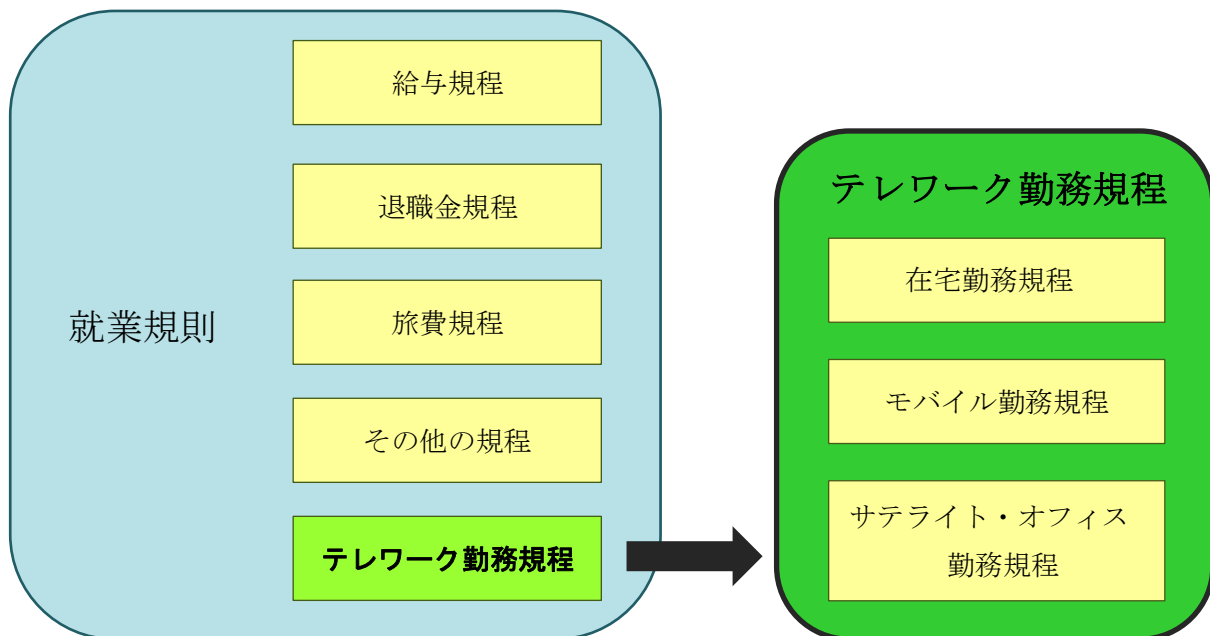 就業規則
給与規程
退職金規程
旅費規程
その他の規程
テレワーク勤務規程
テレワーク勤務規程
在宅勤務規程
モバイル勤務規程
サテライト・オフィス
勤務規程